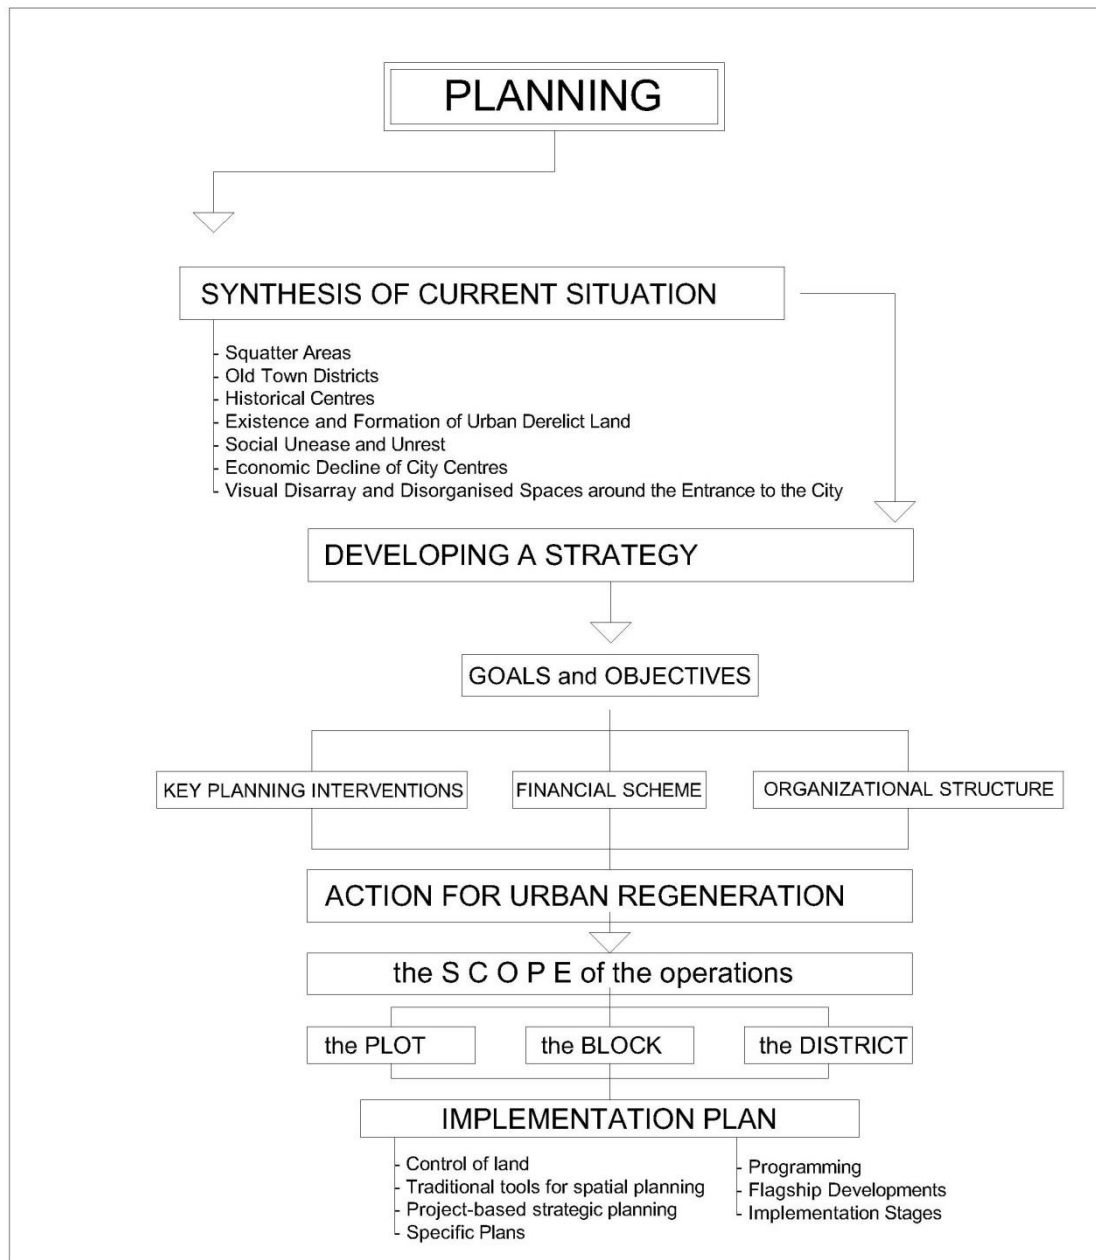 PLANNING
SYNTHESIS OF CURRENT SITUATION
- Squatter Areas
- Old Town Districts
- Historical Centres
- Existence and Formation of Urban Derelict Land
- Social Unease and Unrest
- Economic Decline of City Centres
- Visual Disarray and Disorganised Spaces around the Entrance to the City
DEVELOPING A STRATEGY
GOALS and OBJECTIVES
KEY PLANNING INTERVENTIONS
FINANCIAL SCHEME
ORGANIZATIONAL STRUCTURE
ACTION FOR URBAN REGENERATION
the S C O P E of the operations
the PLOT
the BLOCK
the DISTRICT
IMPLEMENTATION PLAN
- Control of land
- Traditional tools for spatial planning
- Project-based strategic planning
- Specific Plans
- Programming
- Flagship Developments
- Implementation Stages